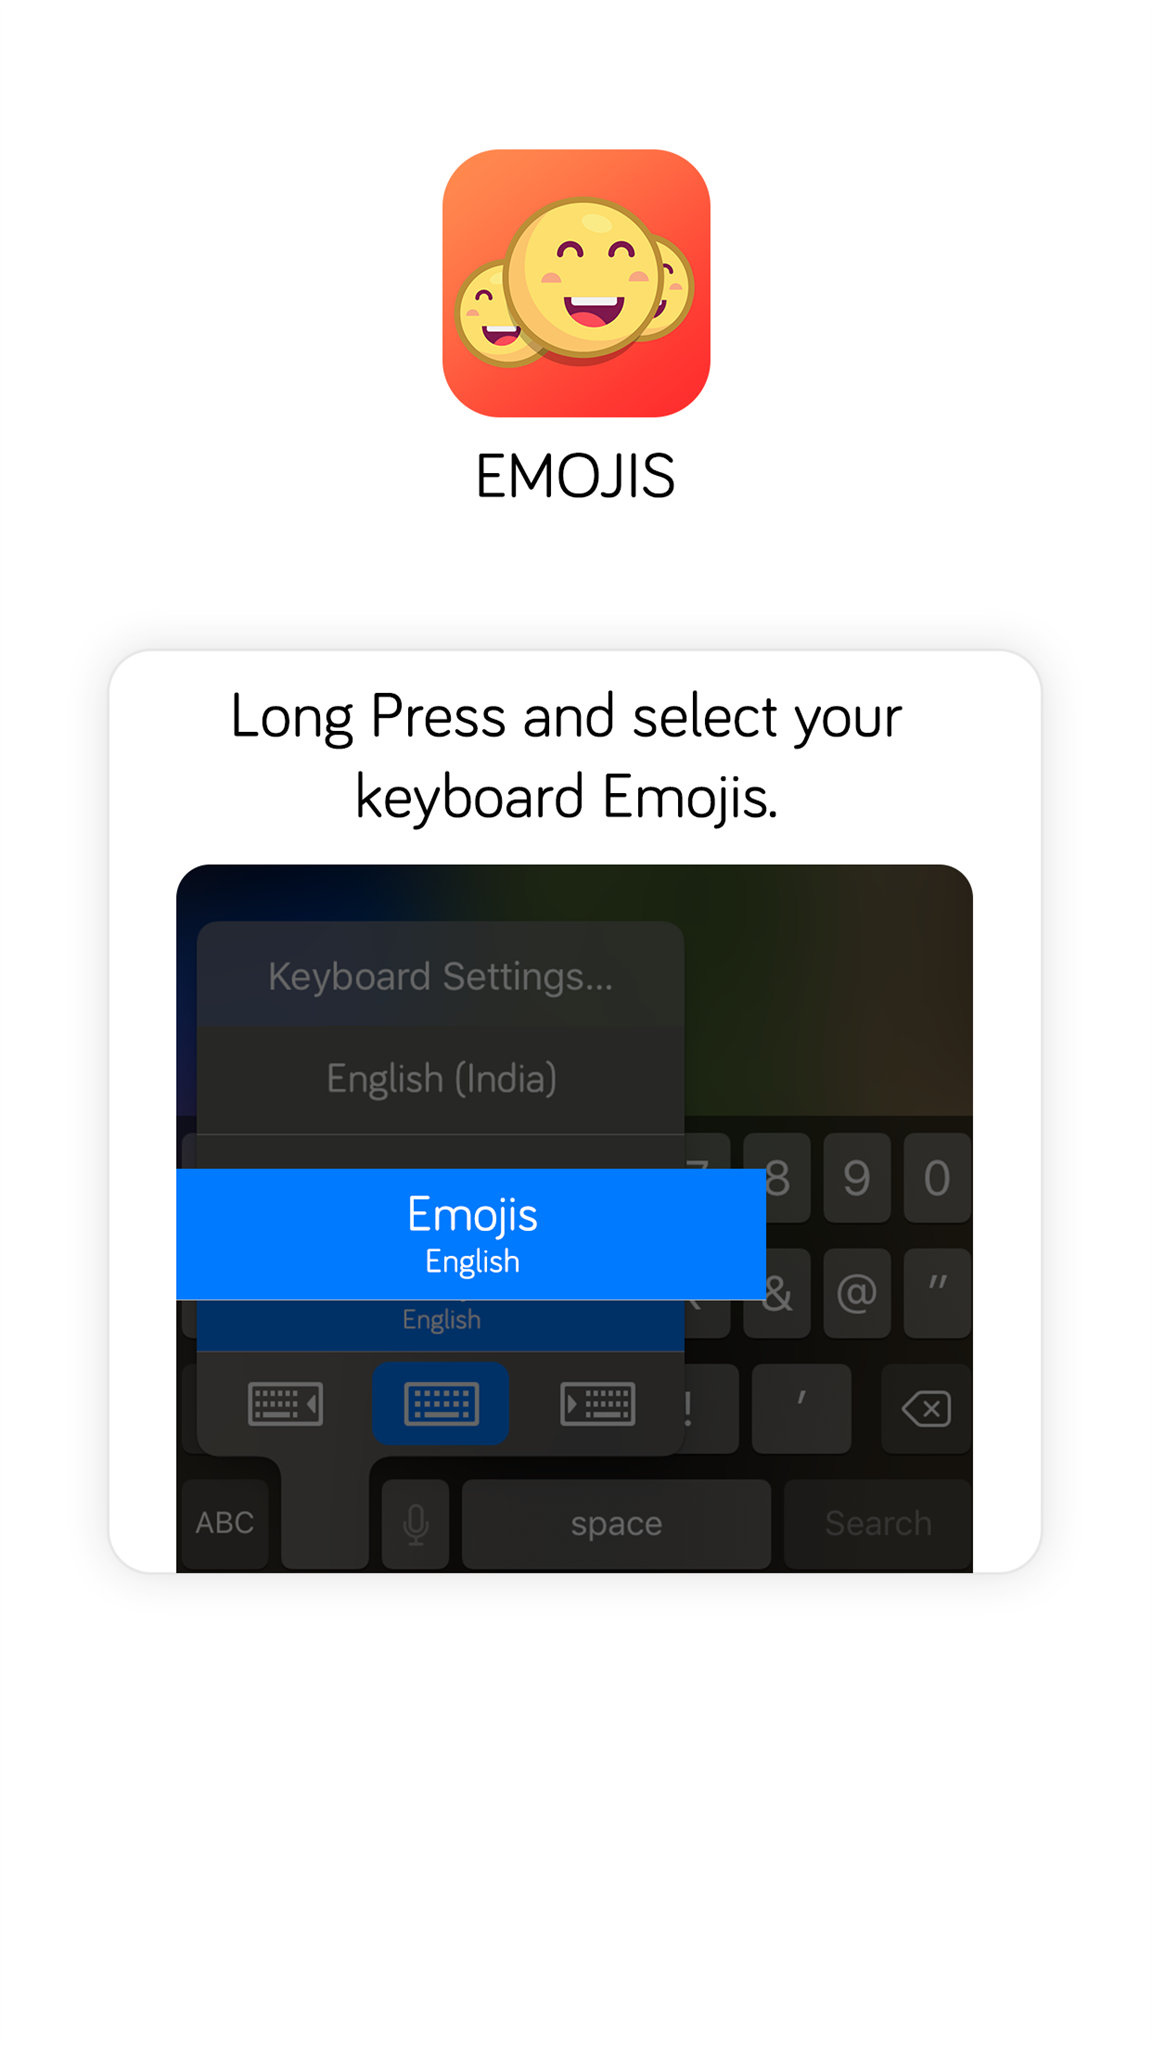 EMOJIS
Long Press and select your
keyboard Emojis.
Keyboard Settings...
English (India)
7 8 9 0
Emojis
English
& @ "
English
! ’
ABC space Search